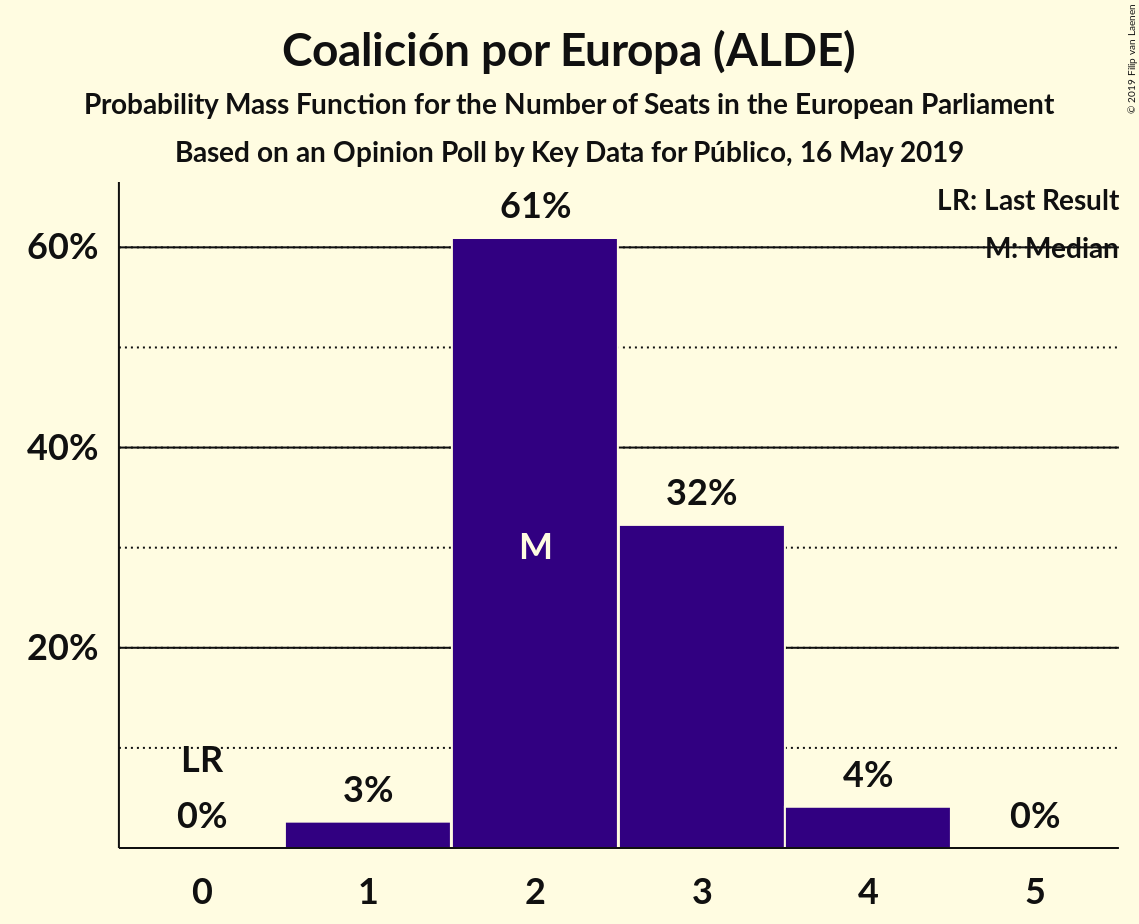 Coalición por Europa (ALDE)
Probability Mass Function for the Number of Seats in the European Parliament
Based on an Opinion Poll by Key Data for Público, 16 May 2019
© 2019 Filip van Laenen
LR: Last Result
M: Median
61%
60%
40%
32%
M
20%
LR
0%
3%
4%
0%
0 1 2 3 4 5